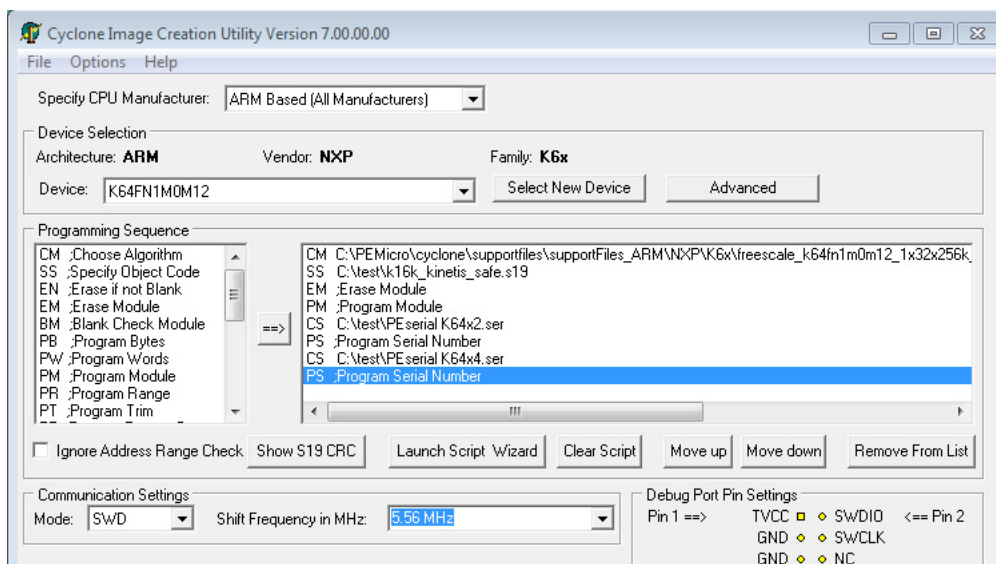 Cyclone Image Creation Utility Version 7.00.00.00
File Options Help
Specify CPU Manufacturer: ARM Based (All Manufacturers)
Device Selection
Architecture: ARM Vendor: NXP Family: K6x
Device: K64FN1M0M12 Select New Device Advanced
Programming Sequence
CM ;Choose Algorithm
SS ;Specify Object Code
EN ;Erase if not Blank
EM ;Erase Module
BM ;Blank Check Module
PB ;Program Bytes
PW ;Program Words
PM ;Program Module
PR ;Program Range
PT ;Program Trim
==>
CM C:\PEMicro\cyclone\supportfiles\supportFiles_ARM\NXP\K6x\freescale_k64fn1m0m12_1x32x256k_
SS C:\test\k16k_kinetis_safe.s19
EM ;Erase Module
PM ;Program Module
CS C:\test\PEserial K64x2.ser
PS ;Program Serial Number
CS C:\test\PEserial K64x4.ser
PS ;Program Serial Number
Ignore Address Range Check Show S19 CRC Launch Script Wizard Clear Script Move up Move down Remove From List
Communication Settings
Mode: SWD Shift Frequency in MHz: 5.56 MHz
Debug Port Pin Settings
Pin 1 ==> TVCC SWDIO <== Pin 2
GND SWCLK
GND NC